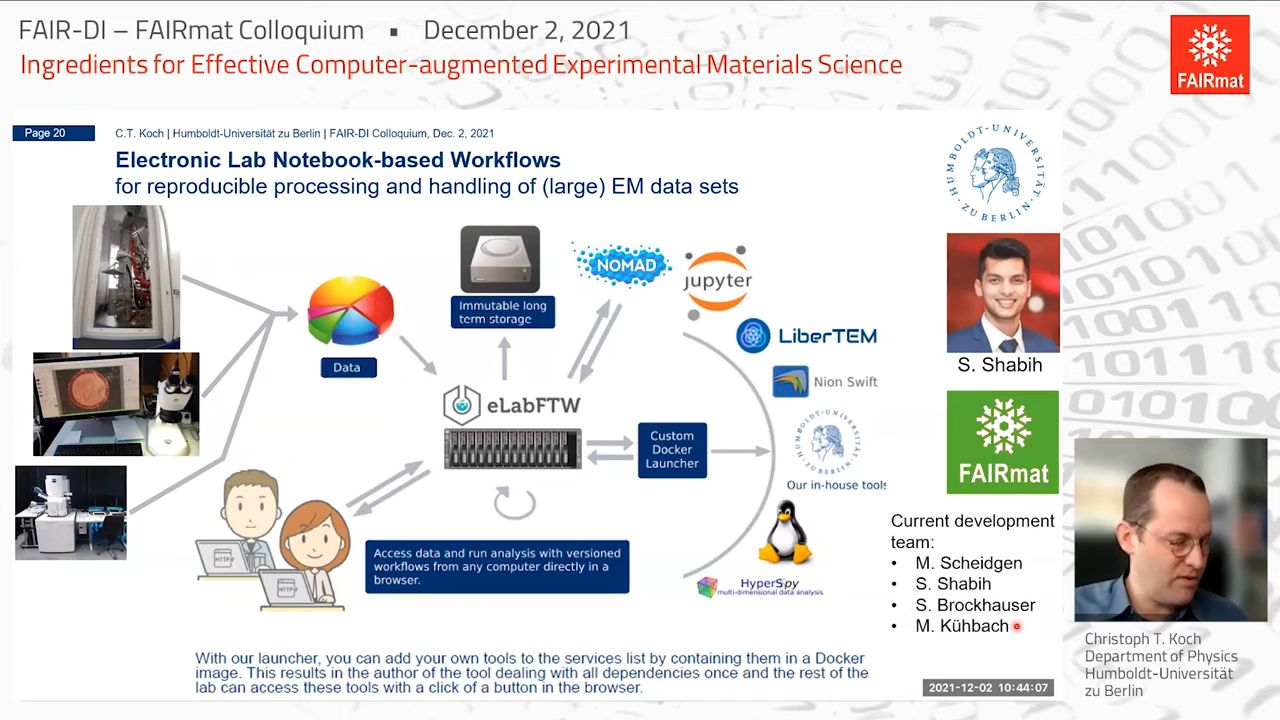 FAIR-DI – FAIRmat Colloquium ▪ December 2, 2021
Ingredients for Effective Computer-augmented Experimental Materials Science
FAIRmat
Page 20
C.T. Koch | Humboldt-Universität zu Berlin | FAIR-DI Colloquium, Dec. 2, 2021
Electronic Lab Notebook-based Workflows
for reproducible processing and handling of (large) EM data sets
HUMBOLDT-UNIVERSITÄT ZU BERLIN
Immutable long
term storage
NOMAD
jupyter
LiberTEM
Data
Nion Swift
eLabFTW
Custom
Docker
Launcher
HUMBOLDT-UNIVERSITÄT ZU BERLIN
Our in-house tools
S. Shabih
FAIRmat
HTTP
HTTP
Access data and run analysis with versioned
workflows from any computer directly in a
browser.
HyperSpy
multi-dimensional data analysis
Current development
team:
• M. Scheidgen
• S. Shabih
• S. Brockhauser
• M. Kühbach
With our launcher, you can add your own tools to the services list by containing them in a Docker
image. This results in the author of the tool dealing with all dependencies once and the rest of the
lab can access these tools with a click of a button in the browser.
2021-12-02 10:44:07
Christoph T. Koch
Department of Physics
Humboldt-Universität
zu Berlin